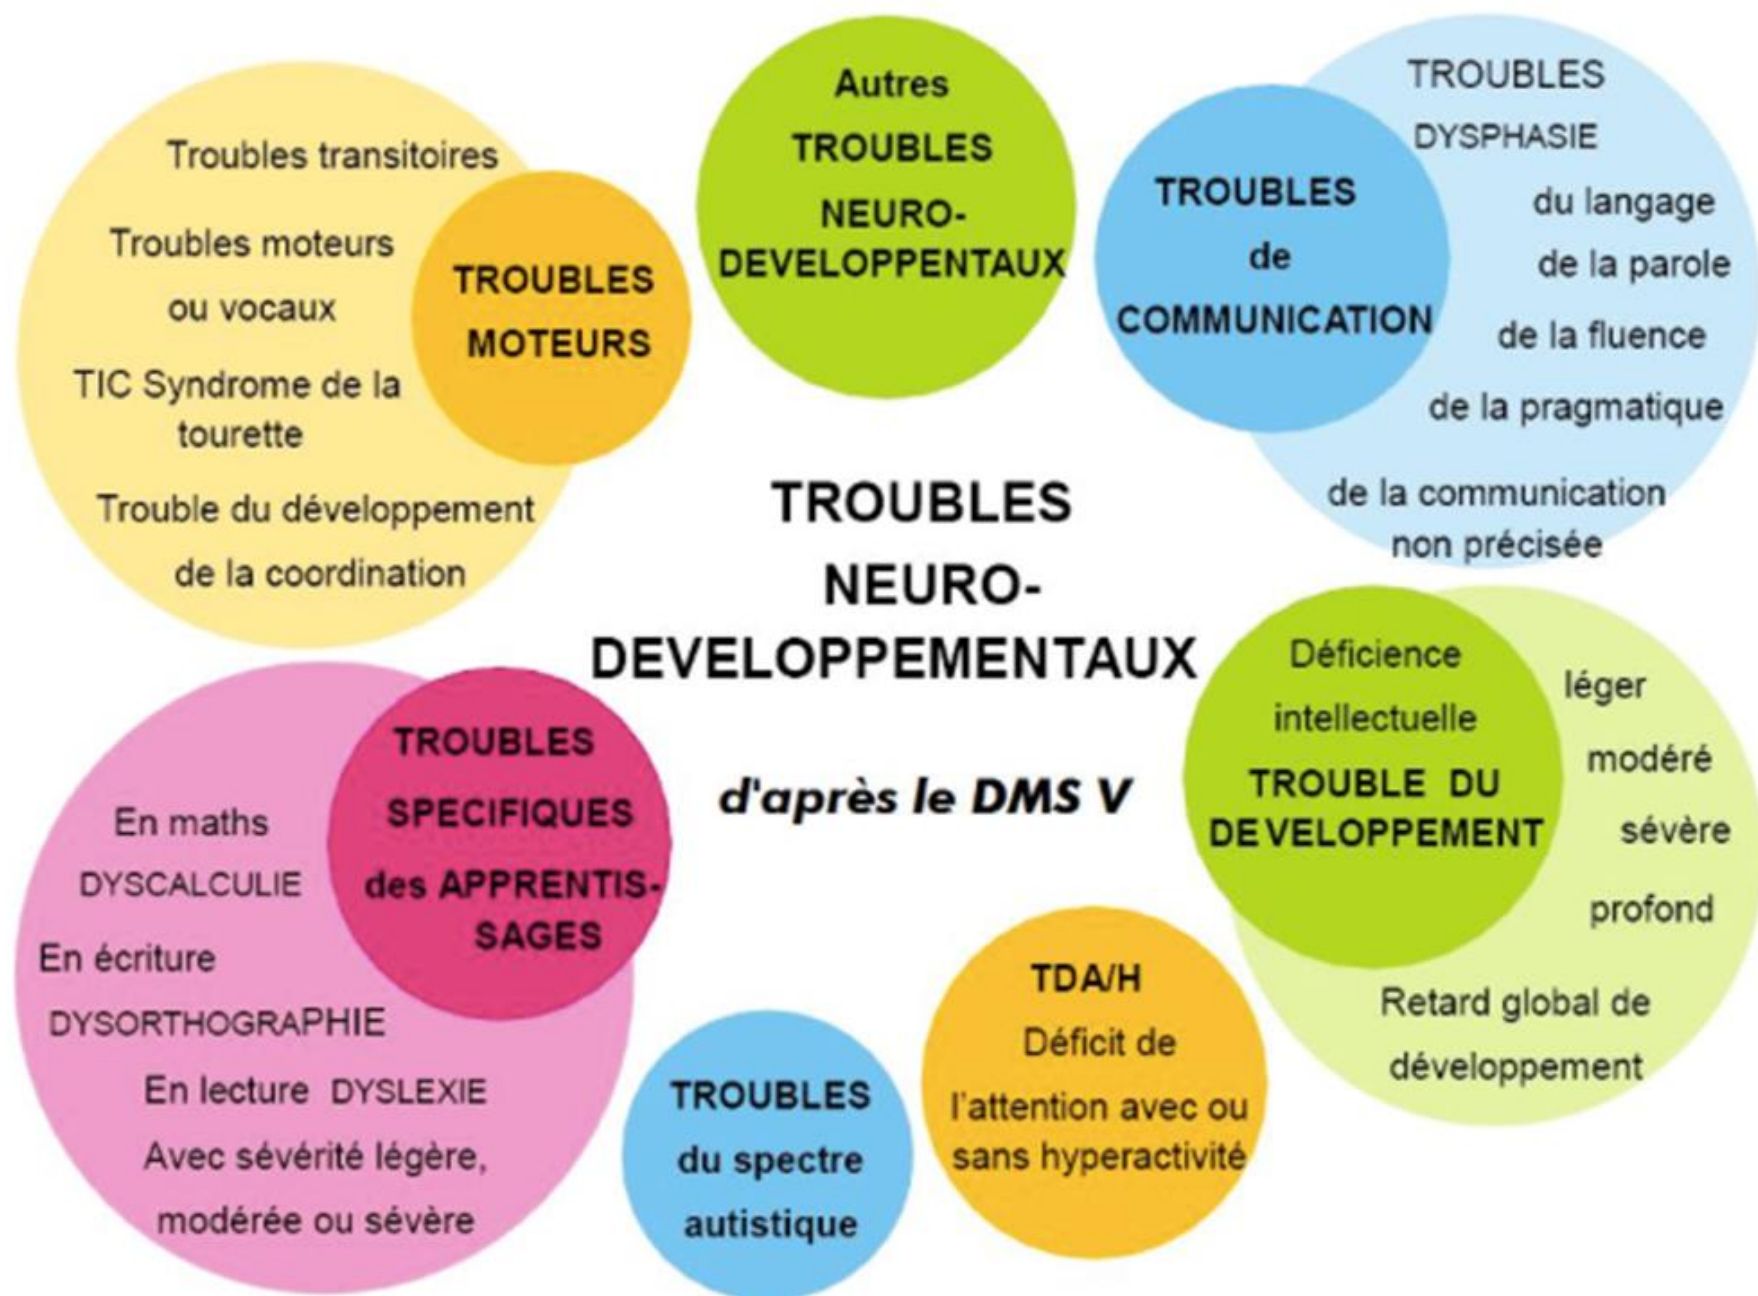 Troubles transitoires
Troubles moteurs
ou vocaux
TIC Syndrome de la
tourette
Trouble du développement
de la coordination
TROUBLES
MOTEURS
Autres
TROUBLES
NEURO-
DEVELOPPENTAUX
TROUBLES
de
COMMUNICATION
TROUBLES
DYSPHASIE
du langage
de la parole
de la fluence
de la pragmatique
de la communication
non précisée
TROUBLES
NEURO-
DEVELOPPEMENTAUX
d'après le DMS V
Déficience
intellectuelle
TROUBLE DU
DEVELOPPEMENT
léger
modéré
sévère
profond
Retard global de
développement
TROUBLES
SPECIFIQUES
des APPRENTIS-
SAGES
En maths
DYSCALCULIE
En écriture
DYSORTHOGRAPHIE
En lecture DYSLEXIE
Avec sévérité légère,
modérée ou sévère
TROUBLES
du spectre
autistique
TDA/H
Déficit de
l'attention avec ou
sans hyperactivité